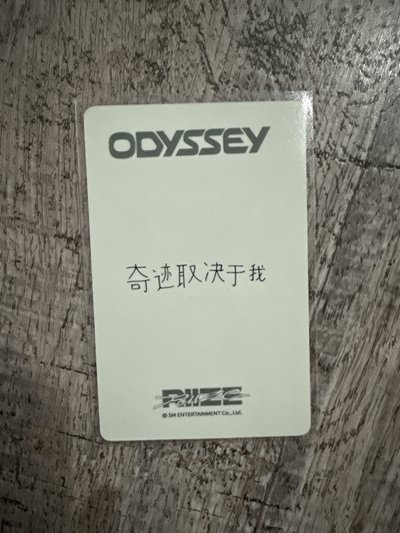 ODYSSEY
奇迹取决于我
RIIZE
© SM ENTERTAINMENT Co., Ltd.